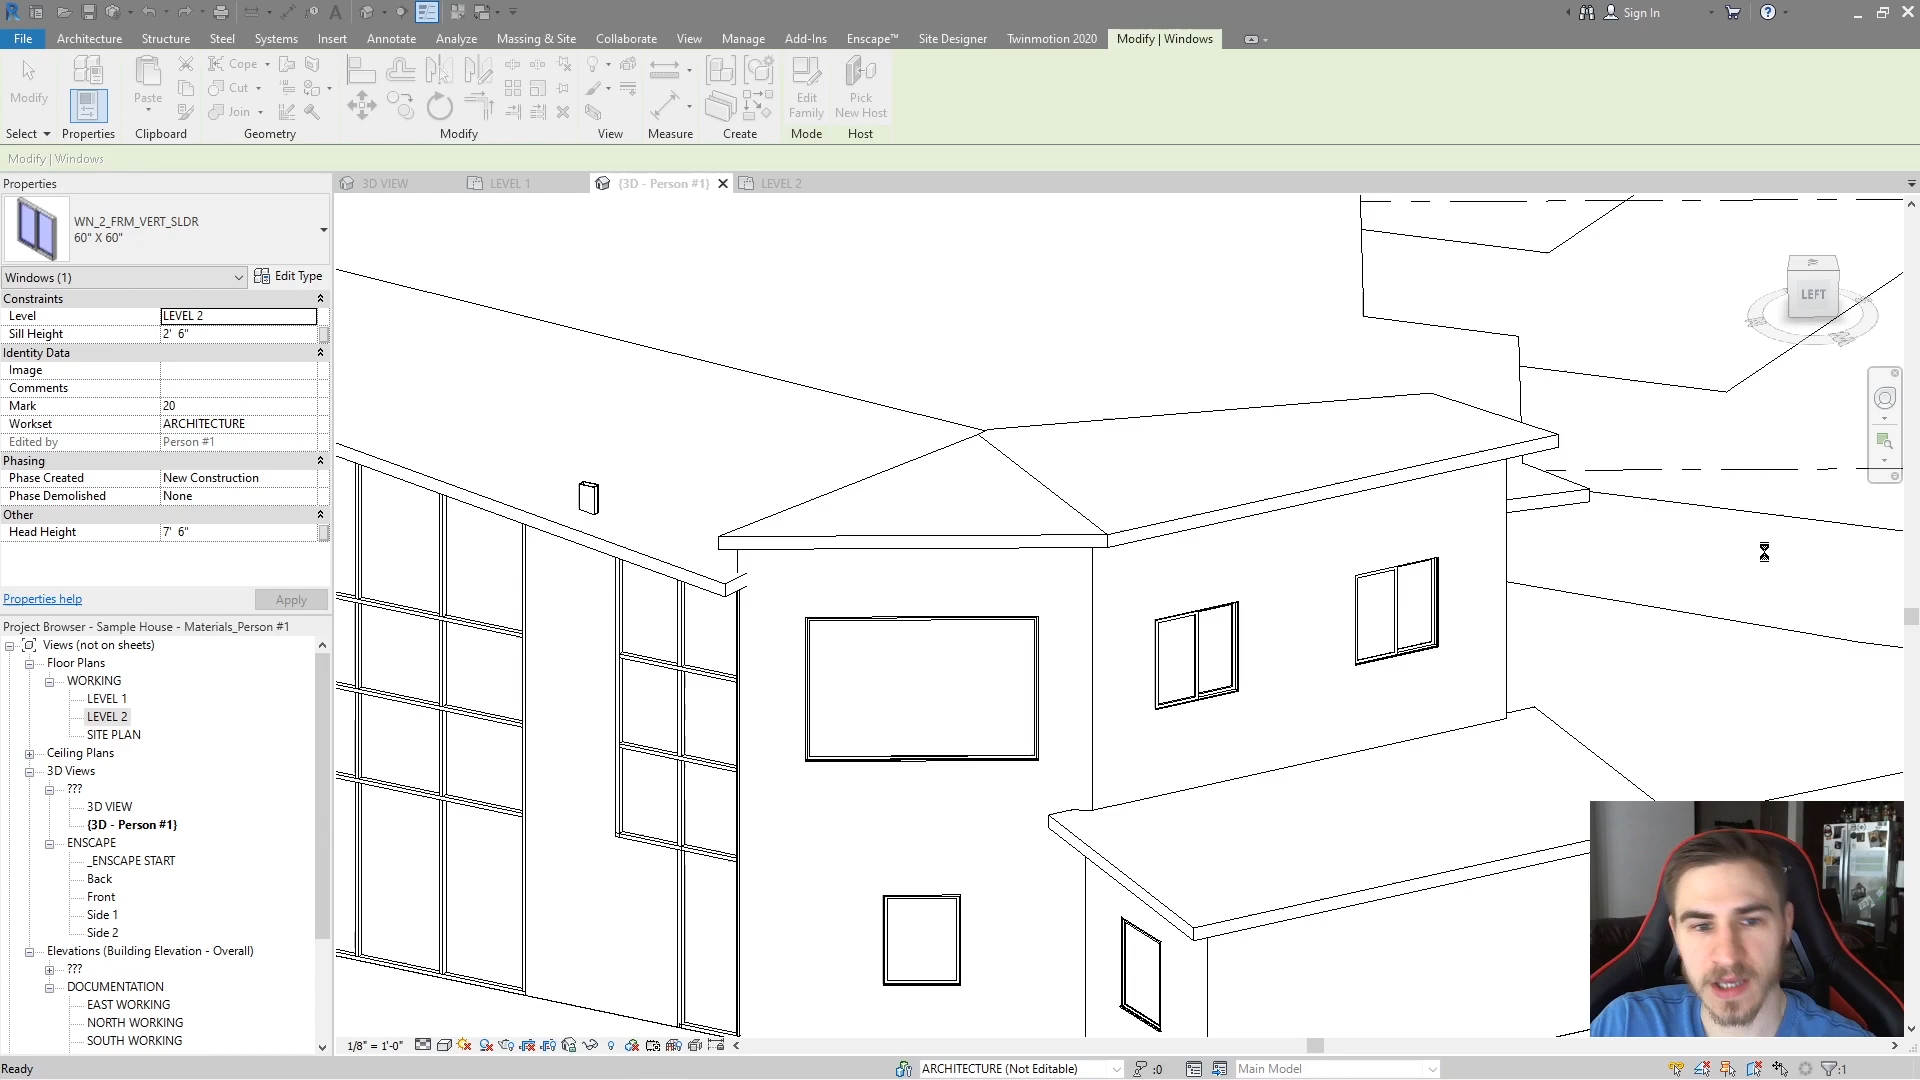 Sign In
File
Architecture
Structure
Steel
Systems
Insert
Annotate
Analyze
Massing & Site
Collaborate
View
Manage
Add-Ins
Enscape™
Site Designer
Twinmotion 2020
Modify | Windows
Modify
Paste
Cope
Cut
Join
Edit Family
Pick New Host
Select
Properties
Clipboard
Geometry
Modify
View
Measure
Create
Mode
Host
Modify | Windows
Properties
3D VIEW
LEVEL 1
{3D - Person #1}
LEVEL 2
WN_2_FRM_VERT_SLDR
60" X 60"
Windows (1)
Edit Type
Constraints
Level LEVEL 2
Sill Height 2' 6"
Identity Data
Image
Comments
Mark 20
Workset ARCHITECTURE
Edited by Person #1
Phasing
Phase Created New Construction
Phase Demolished None
Other
Head Height 7' 6"
Properties help
Apply
Project Browser - Sample House - Materials_Person #1
Views (not on sheets)
Floor Plans
WORKING
LEVEL 1
LEVEL 2
SITE PLAN
Ceiling Plans
3D Views
???
3D VIEW
{3D - Person #1}
ENSCAPE
_ENSCAPE START
Back
Front
Side 1
Side 2
Elevations (Building Elevation - Overall)
???
DOCUMENTATION
EAST WORKING
NORTH WORKING
SOUTH WORKING
LEFT
1/8" = 1'-0"
Ready
ARCHITECTURE (Not Editable)
:0
Main Model
:1